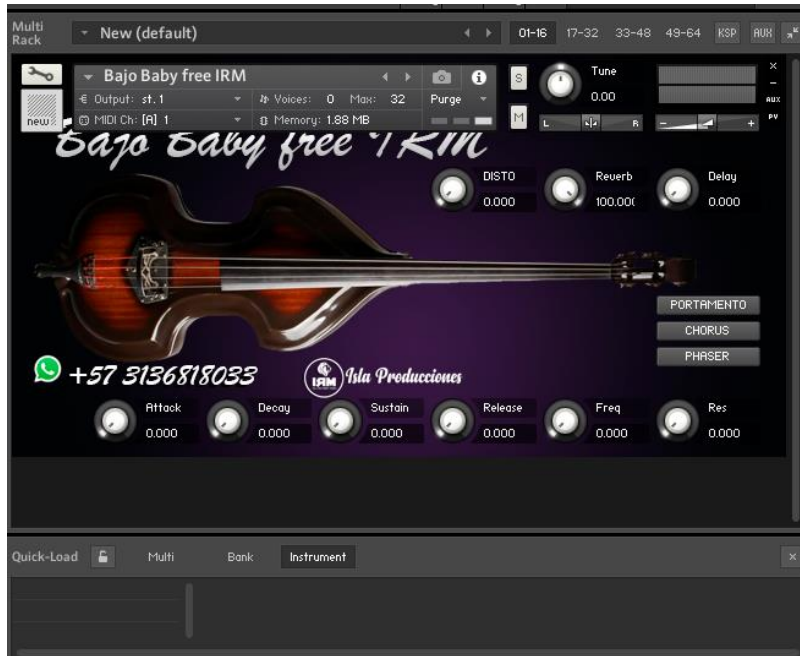 Multi Rack
New (default)
01-16 17-32 33-48 49-64 KSP AUX
Bajo Baby free IRM
Output: st.1 Voices: 0 Max: 32 Purge
MIDI Ch: [A] 1 Memory: 1.88 MB
new
S
M
Tune
0.00
L R
- +
×
–
AUX
PV
Bajo Baby free IRM
DISTO Reverb Delay
0.000 100.00( 0.000
PORTAMENTO
CHORUS
PHASER
+57 3136818033
IRM Isla Producciones
Attack Decay Sustain Release Freq Res
0.000 0.000 0.000 0.000 0.000 0.000
Quick-Load Multi Bank Instrument ×